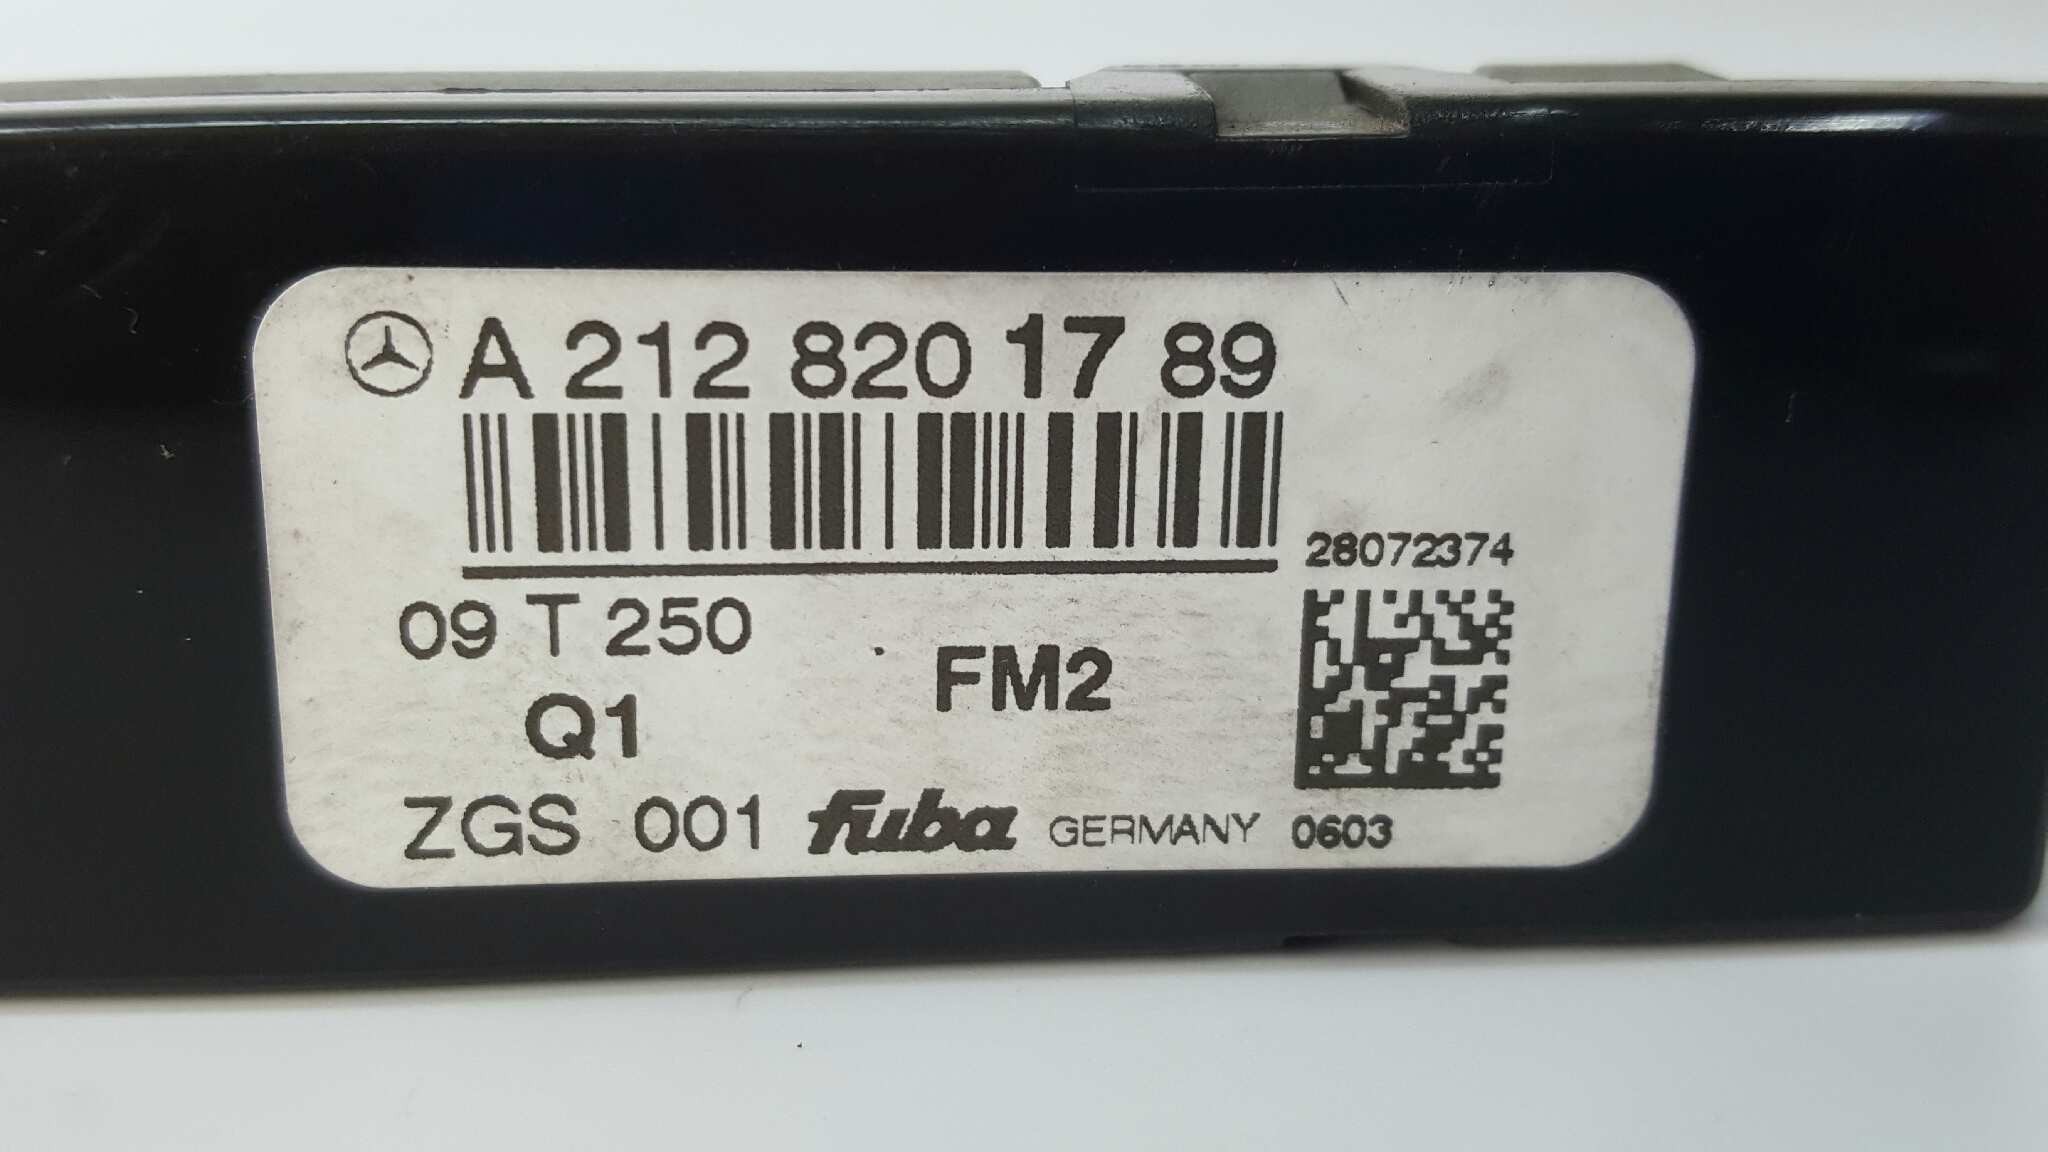 A 212 820 17 89
28072374
09 T 250
FM2
Q1
ZGS 001 fuba GERMANY 0603